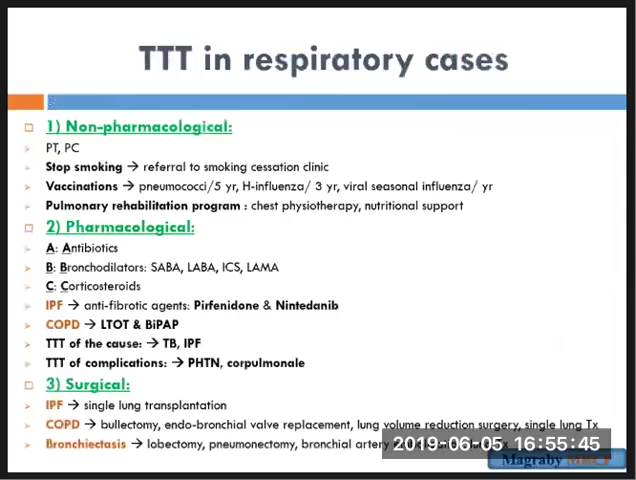 TTT in respiratory cases
1) Non-pharmacological:
PT, PC
Stop smoking → referral to smoking cessation clinic
Vaccinations → pneumococci/5 yr, H-influenza/ 3 yr, viral seasonal influenza/ yr
Pulmonary rehabilitation program : chest physiotherapy, nutritional support
2) Pharmacological:
A: Antibiotics
B: Bronchodilators: SABA, LABA, ICS, LAMA
C: Corticosteroids
IPF → anti-fibrotic agents: Pirfenidone & Nintedanib
COPD → LTOT & BiPAP
TTT of the cause: → TB, IPF
TTT of complications: → PHTN, corpulmonale
3) Surgical:
IPF → single lung transplantation
COPD → bullectomy, endo-bronchial valve replacement, lung volume reduction surgery, single lung Tx
Bronchiectasis → lobectomy, pneumonectomy, bronchial artery
2019-06-05 16:55:45
Magraby